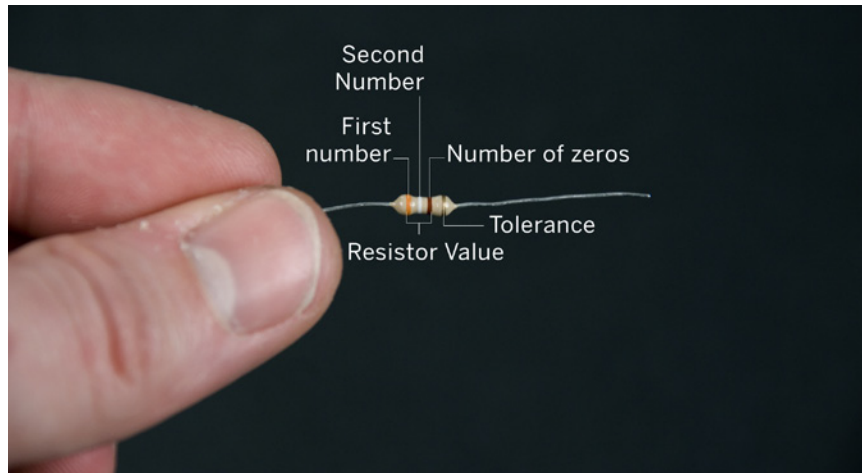 Second
Number
First
number
Number of zeros
Tolerance
Resistor Value